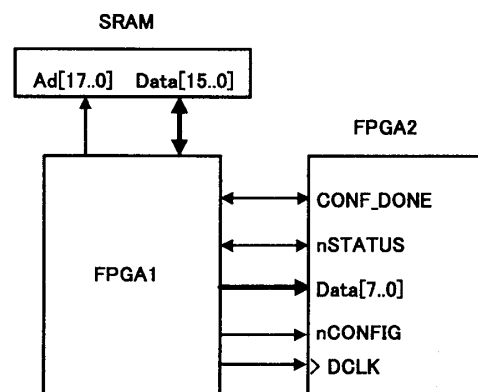 SRAM
Ad[17..0] Data[15..0]
FPGA2
CONF_DONE
nSTATUS
FPGA1
Data[7..0]
nCONFIG
> DCLK